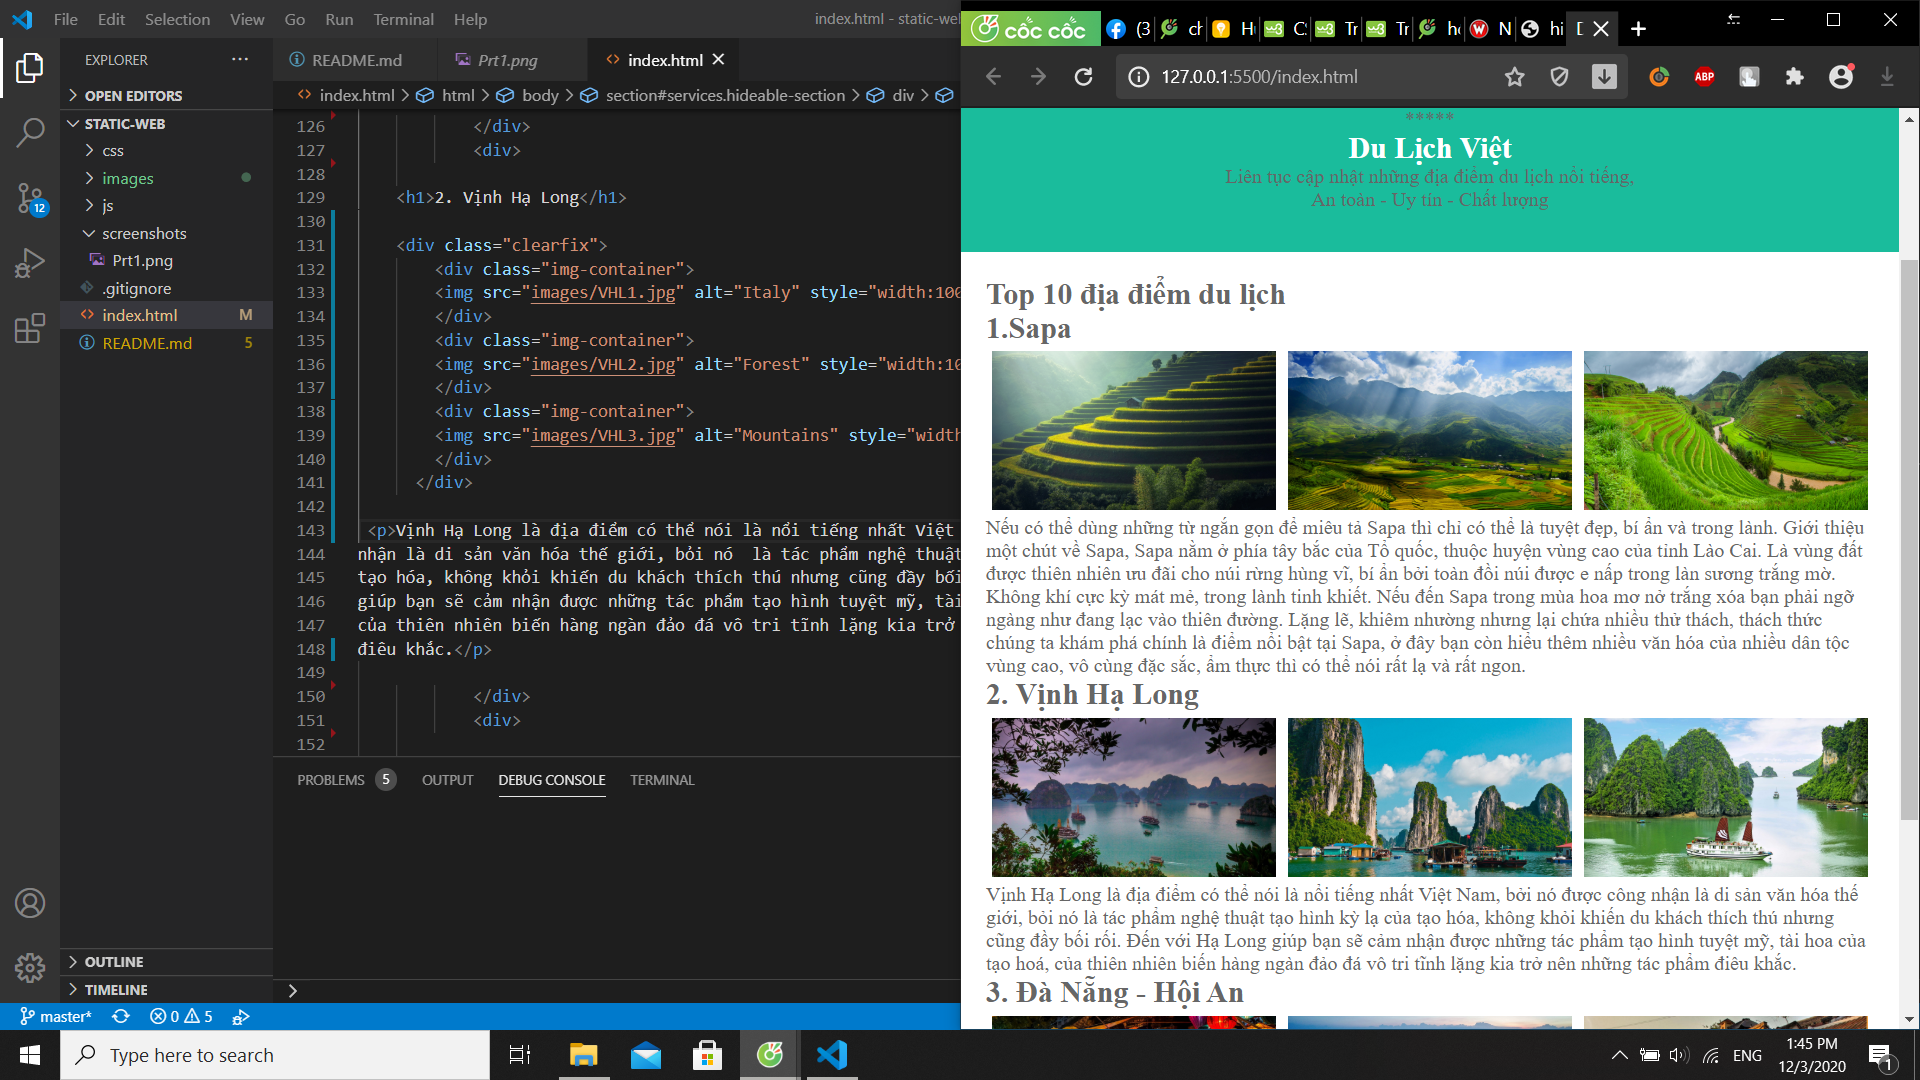 File Edit Selection View Go Run Terminal Help
index.html - static-we
EXPLORER
OPEN EDITORS
STATIC-WEB
css
images
js
screenshots
Prt1.png
.gitignore
index.html M
README.md 5
OUTLINE
TIMELINE
12
README.md Prt1.png index.html
index.html > html > body > section#services.hideable-section > div >
126 </div>
127 <div>
128
129 <h1>2. Vịnh Hạ Long</h1>
130
131 <div class="clearfix">
132 <div class="img-container">
133 <img src="images/VHL1.jpg" alt="Italy" style="width:100
134 </div>
135 <div class="img-container">
136 <img src="images/VHL2.jpg" alt="Forest" style="width:10
137 </div>
138 <div class="img-container">
139 <img src="images/VHL3.jpg" alt="Mountains" style="width
140 </div>
141 </div>
142
143 <p>Vịnh Hạ Long là địa điểm có thể nói là nổi tiếng nhất Việt
144 nhận là di sản văn hóa thế giới, bỏi nó  là tác phẩm nghệ thuật
145 tạo hóa, không khỏi khiến du khách thích thú nhưng cũng đầy bối
146 giúp bạn sẽ cảm nhận được những tác phẩm tạo hình tuyệt mỹ, tài
147 của thiên nhiên biến hàng ngàn đảo đá vô tri tĩnh lặng kia trở
148 điêu khắc.</p>
149
150 </div>
151 <div>
152
PROBLEMS 5 OUTPUT DEBUG CONSOLE TERMINAL
master* 0 5
cốc cốc (3 ch H C Tr Tr ho N hi D
127.0.0.1:5500/index.html
ABP
*****
Du Lịch Việt
Liên tục cập nhật những địa điểm du lịch nổi tiếng,
An toàn - Uy tín - Chất lượng
Top 10 địa điểm du lịch
1.Sapa
Nếu có thể dùng những từ ngắn gọn để miêu tả Sapa thì chỉ có thể là tuyệt đẹp, bí ẩn và trong lành. Giới thiệu
một chút về Sapa, Sapa nằm ở phía tây bắc của Tổ quốc, thuộc huyện vùng cao của tỉnh Lào Cai. Là vùng đất
được thiên nhiên ưu đãi cho núi rừng hùng vĩ, bí ẩn bởi toàn đồi núi được e nấp trong làn sương trắng mờ.
Không khí cực kỳ mát mẻ, trong lành tinh khiết. Nếu đến Sapa trong mùa hoa mơ nở trắng xóa bạn phải ngỡ
ngàng như đang lạc vào thiên đường. Lặng lẽ, khiêm nhường nhưng lại chứa nhiều thử thách, thách thức
chúng ta khám phá chính là điểm nổi bật tại Sapa, ở đây bạn còn hiểu thêm nhiều văn hóa của nhiều dân tộc
vùng cao, vô cùng đặc sắc, ẩm thực thì có thể nói rất lạ và rất ngon.
2. Vịnh Hạ Long
Vịnh Hạ Long là địa điểm có thể nói là nổi tiếng nhất Việt Nam, bởi nó được công nhận là di sản văn hóa thế
giới, bỏi nó là tác phẩm nghệ thuật tạo hình kỳ lạ của tạo hóa, không khỏi khiến du khách thích thú nhưng
cũng đầy bối rối. Đến với Hạ Long giúp bạn sẽ cảm nhận được những tác phẩm tạo hình tuyệt mỹ, tài hoa của
tạo hoá, của thiên nhiên biến hàng ngàn đảo đá vô tri tĩnh lặng kia trở nên những tác phẩm điêu khắc.
3. Đà Nẵng - Hội An
Type here to search
ENG
1:45 PM
12/3/2020
1